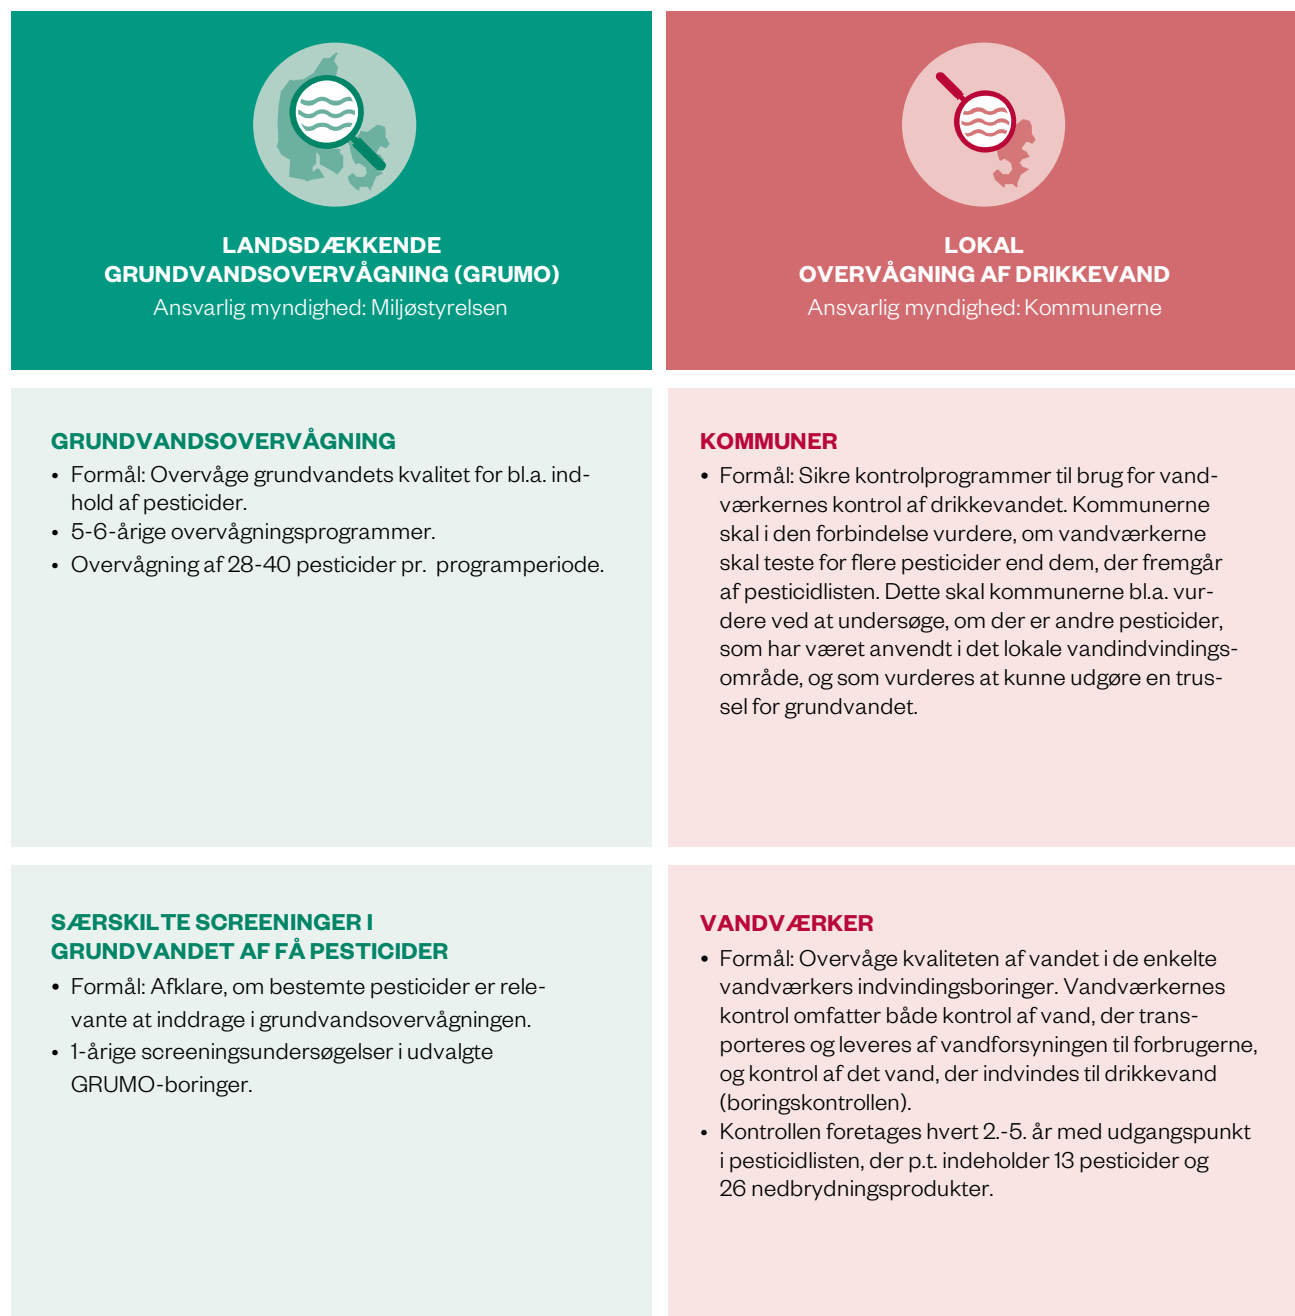 LANDSDÆKKENDE
GRUNDVANDSOVERVÅGNING (GRUMO)
Ansvarlig myndighed: Miljøstyrelsen
LOKAL
OVERVÅGNING AF DRIKKEVAND
Ansvarlig myndighed: Kommunerne
GRUNDVANDSOVERVÅGNING
• Formål: Overvåge grundvandets kvalitet for bl.a. ind-
hold af pesticider.
• 5-6-årige overvågningsprogrammer.
• Overvågning af 28-40 pesticider pr. programperiode.
KOMMUNER
• Formål: Sikre kontrolprogrammer til brug for vand-
værkernes kontrol af drikkevandet. Kommunerne
skal i den forbindelse vurdere, om vandværkerne
skal teste for flere pesticider end dem, der fremgår
af pesticidlisten. Dette skal kommunerne bl.a. vur-
dere ved at undersøge, om der er andre pesticider,
som har været anvendt i det lokale vandindvindings-
område, og som vurderes at kunne udgøre en trus-
sel for grundvandet.
SÆRSKILTE SCREENINGER I
GRUNDVANDET AF FÅ PESTICIDER
• Formål: Afklare, om bestemte pesticider er rele-
vante at inddrage i grundvandsovervågningen.
• 1-årige screeningsundersøgelser i udvalgte
GRUMO-boringer.
VANDVÆRKER
• Formål: Overvåge kvaliteten af vandet i de enkelte
vandværkers indvindingsboringer. Vandværkernes
kontrol omfatter både kontrol af vand, der trans-
porteres og leveres af vandforsyningen til forbrugerne,
og kontrol af det vand, der indvindes til drikkevand
(boringskontrollen).
• Kontrollen foretages hvert 2.-5. år med udgangspunkt
i pesticidlisten, der p.t. indeholder 13 pesticider og
26 nedbrydningsprodukter.